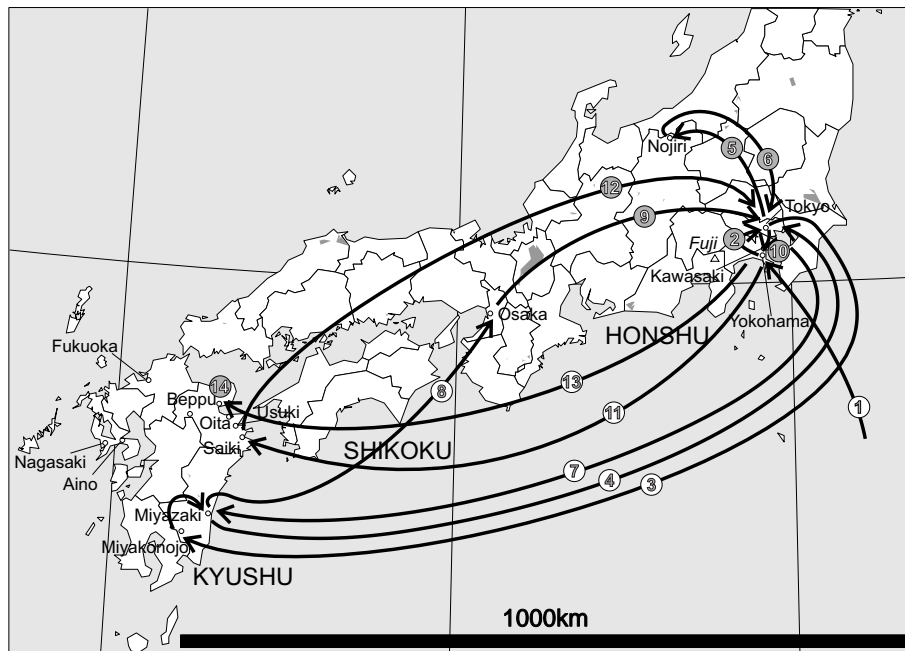 Nojiri
5
6
12
Tokyo
9
Fuji
2
10
Kawasaki
Osaka
HONSHU
Yokohama
Fukuoka
14
13
8
Beppu
Usuki
11
1
Oita
Saiki
SHIKOKU
Nagasaki
7
4
3
Aino
Miyazaki
Miyakonojo
KYUSHU
1000km